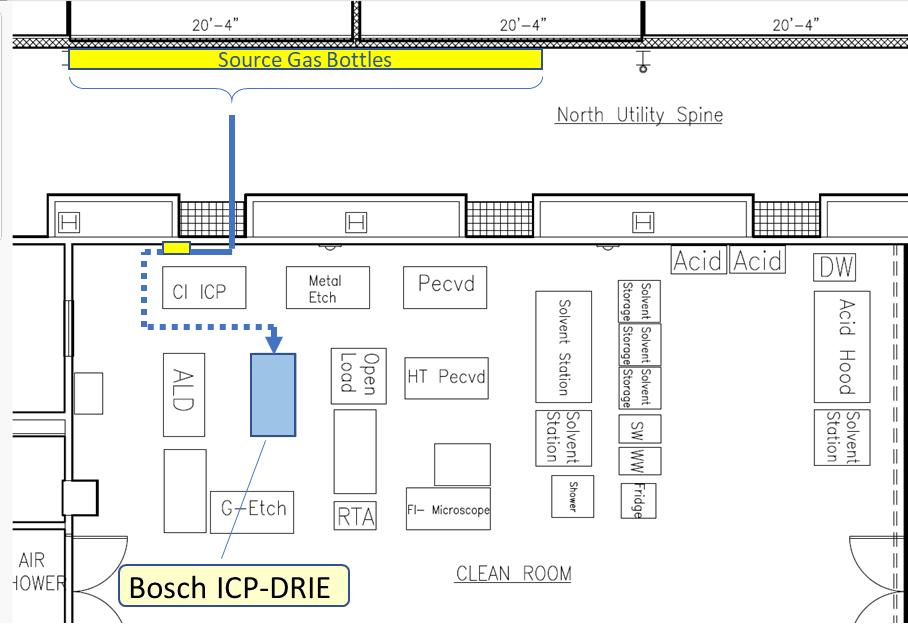 20'-4"
20'-4"
20'-4"
Source Gas Bottles
North Utility Spine
H
H
H
Acid
Acid
DW
CI ICP
Metal
Etch
Pecvd
Solvent Station
Solvent
Storage
Solvent
Storage
Solvent
Storage
Acid Hood
ALD
Open
Load
HT Pecvd
Solvent
Station
SW
WW
Solvent
Station
G-Etch
RTA
FI- Microscope
Shower
Fridge
AIR
HOWER
Bosch ICP-DRIE
CLEAN ROOM